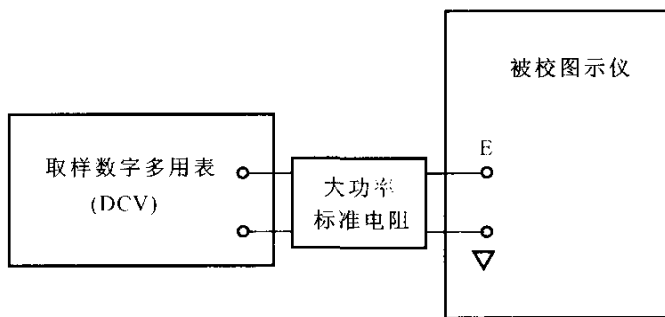 取样数字多用表
(DCV)
大功率
标准电阻
被校图示仪
E